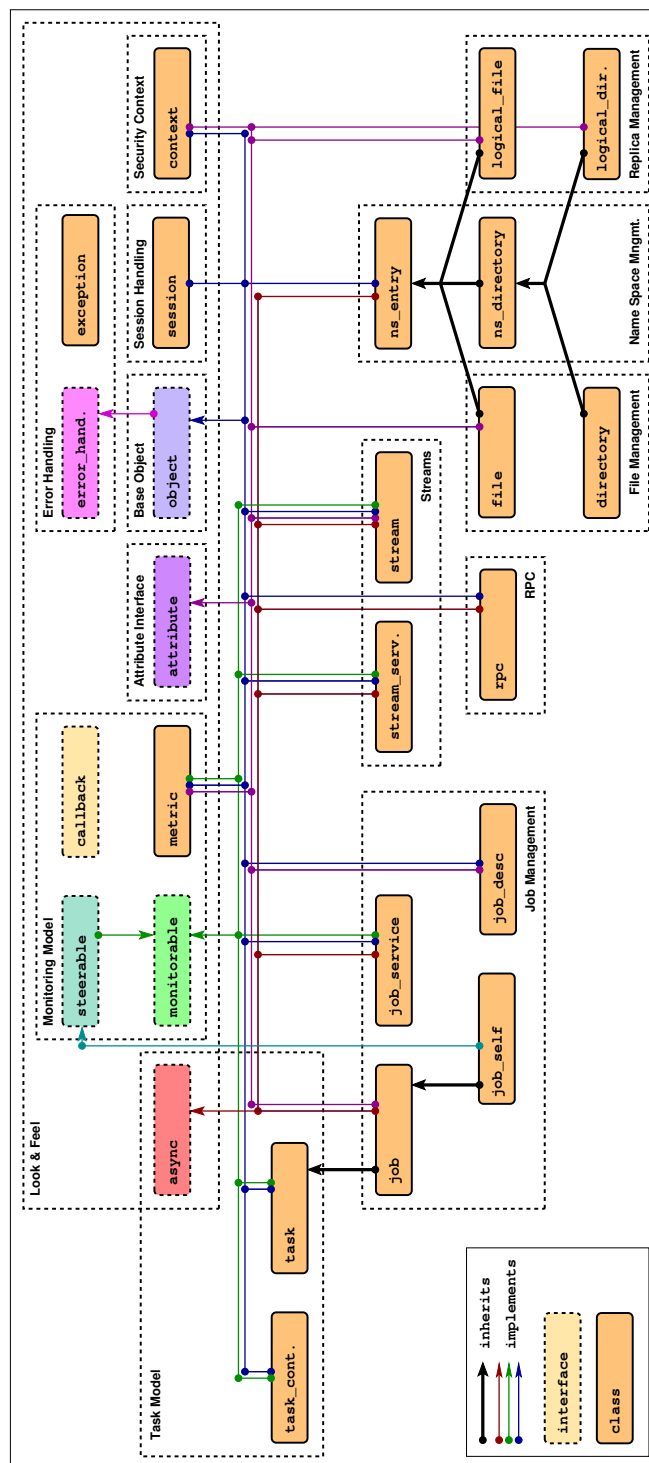 Look & Feel
Security Context
context
Session Handling
session
Error Handling
exception
error_hand.
Base Object
object
Attribute Interface
attribute
Monitoring Model
callback
steerable
metric
monitorable
Task Model
async
task
task_cont.
Replica Management
logical_file
logical_dir.
Name Space Mngmt.
ns_entry
ns_directory
File Management
file
directory
Streams
stream
stream_serv.
RPC
rpc
Job Management
job_service
job_desc
job_self
job
inherits
implements
interface
class